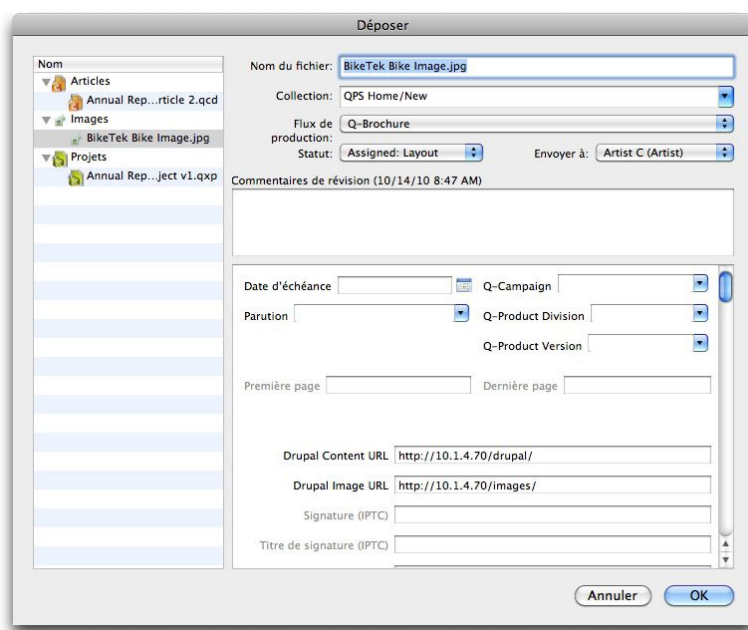 Déposer
Nom
Articles
Annual Rep...rticle 2.qcd
Images
BikeTek Bike Image.jpg
Projets
Annual Rep...ject v1.qxp
Nom du fichier: BikeTek Bike Image.jpg
Collection: QPS Home/New
Flux de production: Q-Brochure
Statut: Assigned: Layout Envoyer à: Artist C (Artist)
Commentaires de révision (10/14/10 8:47 AM)
Date d'échéance Q-Campaign
Parution Q-Product Division
Q-Product Version
Première page Dernière page
Drupal Content URL http://10.1.4.70/drupal/
Drupal Image URL http://10.1.4.70/images/
Signature (IPTC)
Titre de signature (IPTC)
Annuler OK